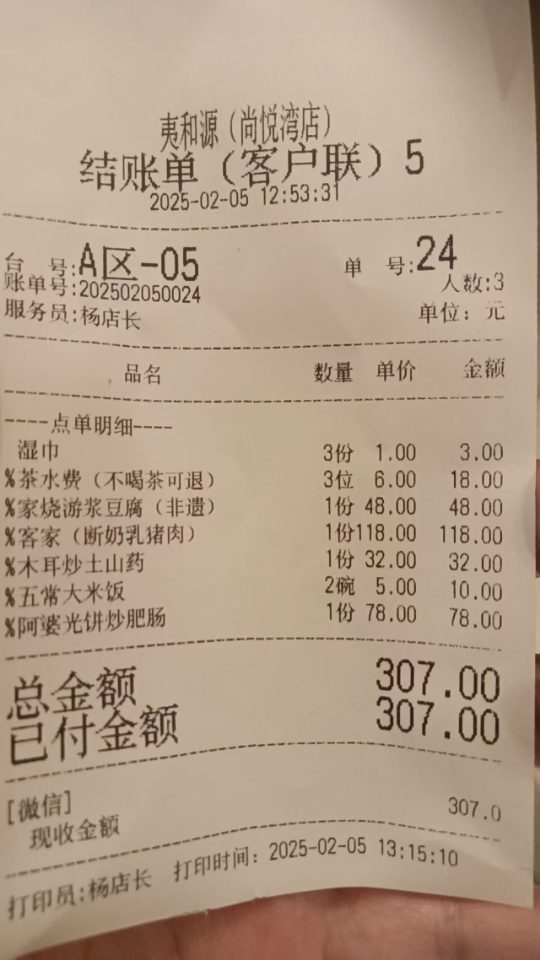 夷和源（尚悦湾店）
结账单（客户联）5
2025-02-05 12:53:31
台 号:A区-05 单 号:24
账单号:202502050024 人数:3
服务员:杨店长 单位: 元
品名 数量 单价 金额
----点单明细----
湿巾 3份 1.00 3.00
%茶水费（不喝茶可退） 3位 6.00 18.00
%家烧游浆豆腐（非遗） 1份 48.00 48.00
%客家（断奶乳猪肉） 1份118.00 118.00
%木耳炒土山药 1份 32.00 32.00
%五常大米饭 2碗 5.00 10.00
%阿婆光饼炒肥肠 1份 78.00 78.00
总金额 307.00
已付金额 307.00
[微信] 307.0
现收金额
打印员:杨店长 打印时间: 2025-02-05 13:15:10